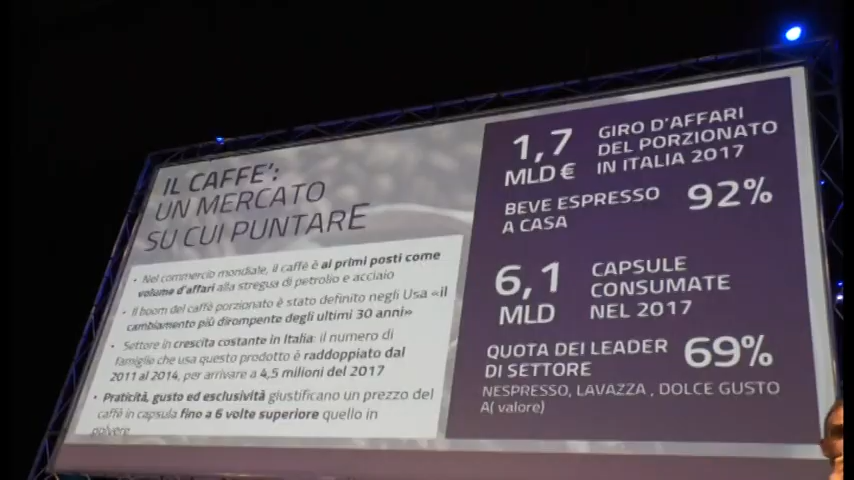 IL CAFFE':
UN MERCATO
SU CUI PUNTARE
• Nel commercio mondiale, il caffè è ai primi posti come
volume d'affari alla stregua di petrolio e acciaio
• Il boom del caffè porzionato è stato definito negli Usa «il
cambiamento più dirompente degli ultimi 30 anni»
• Settore in crescita costante in Italia: il numero di
famiglie che usa questo prodotto è raddoppiato dal
2011 al 2014, per arrivare a 4,5 milioni del 2017
• Praticità, gusto ed esclusività giustificano un prezzo del
caffè in capsula fino a 6 volte superiore quello in
polvere
1,7
MLD €
GIRO D'AFFARI
DEL PORZIONATO
IN ITALIA 2017
BEVE ESPRESSO
A CASA
92%
6,1
MLD
CAPSULE
CONSUMATE
NEL 2017
QUOTA DEI LEADER
DI SETTORE
69%
NESPRESSO, LAVAZZA , DOLCE GUSTO
A( valore)